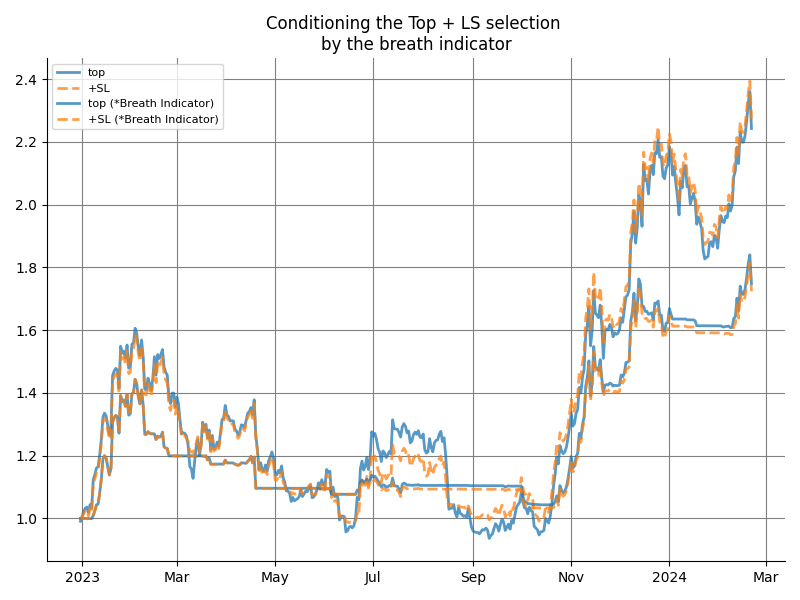 Conditioning the Top + LS selection
by the breath indicator
top
+SL
top (*Breath Indicator)
+SL (*Breath Indicator)
2.4
2.2
2.0
1.8
1.6
1.4
1.2
1.0
2023 Mar May Jul Sep Nov 2024 Mar